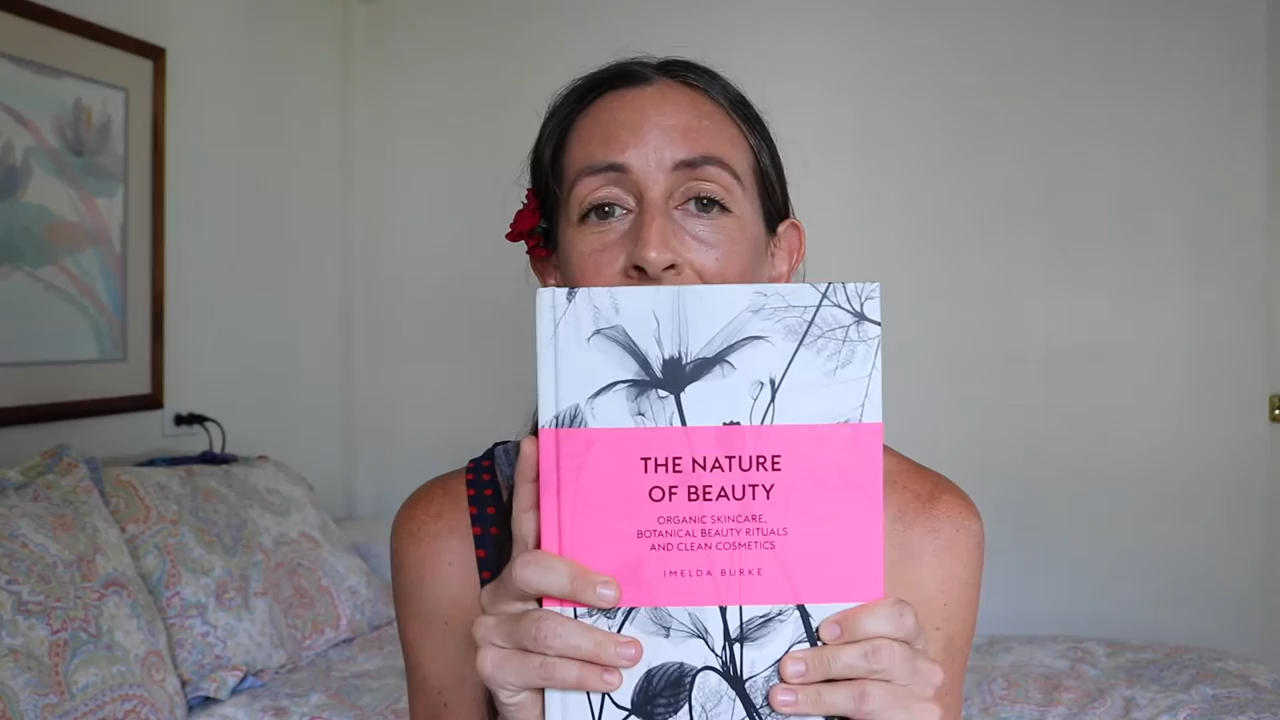 THE NATURE
OF BEAUTY
ORGANIC SKINCARE,
BOTANICAL BEAUTY RITUALS
AND CLEAN COSMETICS
IMELDA BURKE